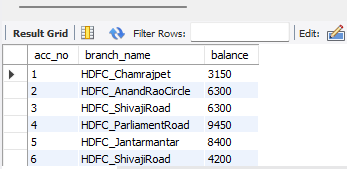 Result Grid Filter Rows: Edit:
acc_no branch_name balance
1 HDFC_Chamrajpet 3150
2 HDFC_AnandRaoCircle 6300
3 HDFC_ShivajiRoad 6300
4 HDFC_ParliamentRoad 9450
5 HDFC_Jantarmantar 8400
6 HDFC_ShivajiRoad 4200